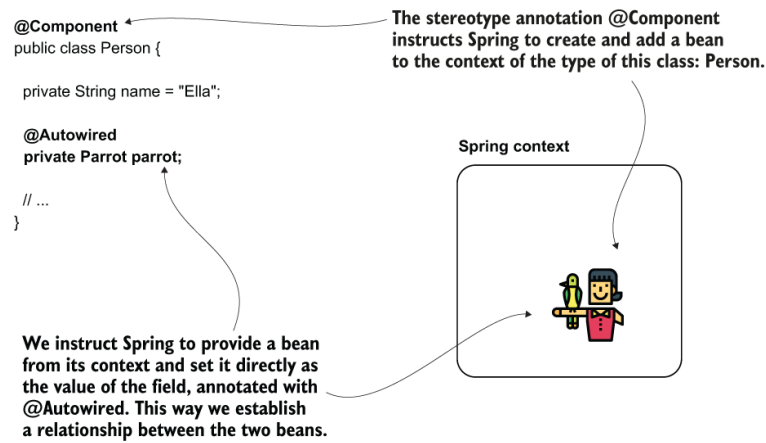 @Component
public class Person {
private String name = "Ella";
@Autowired
private Parrot parrot;
// ...
}
The stereotype annotation @Component
instructs Spring to create and add a bean
to the context of the type of this class: Person.
Spring context
We instruct Spring to provide a bean
from its context and set it directly as
the value of the field, annotated with
@Autowired. This way we establish
a relationship between the two beans.